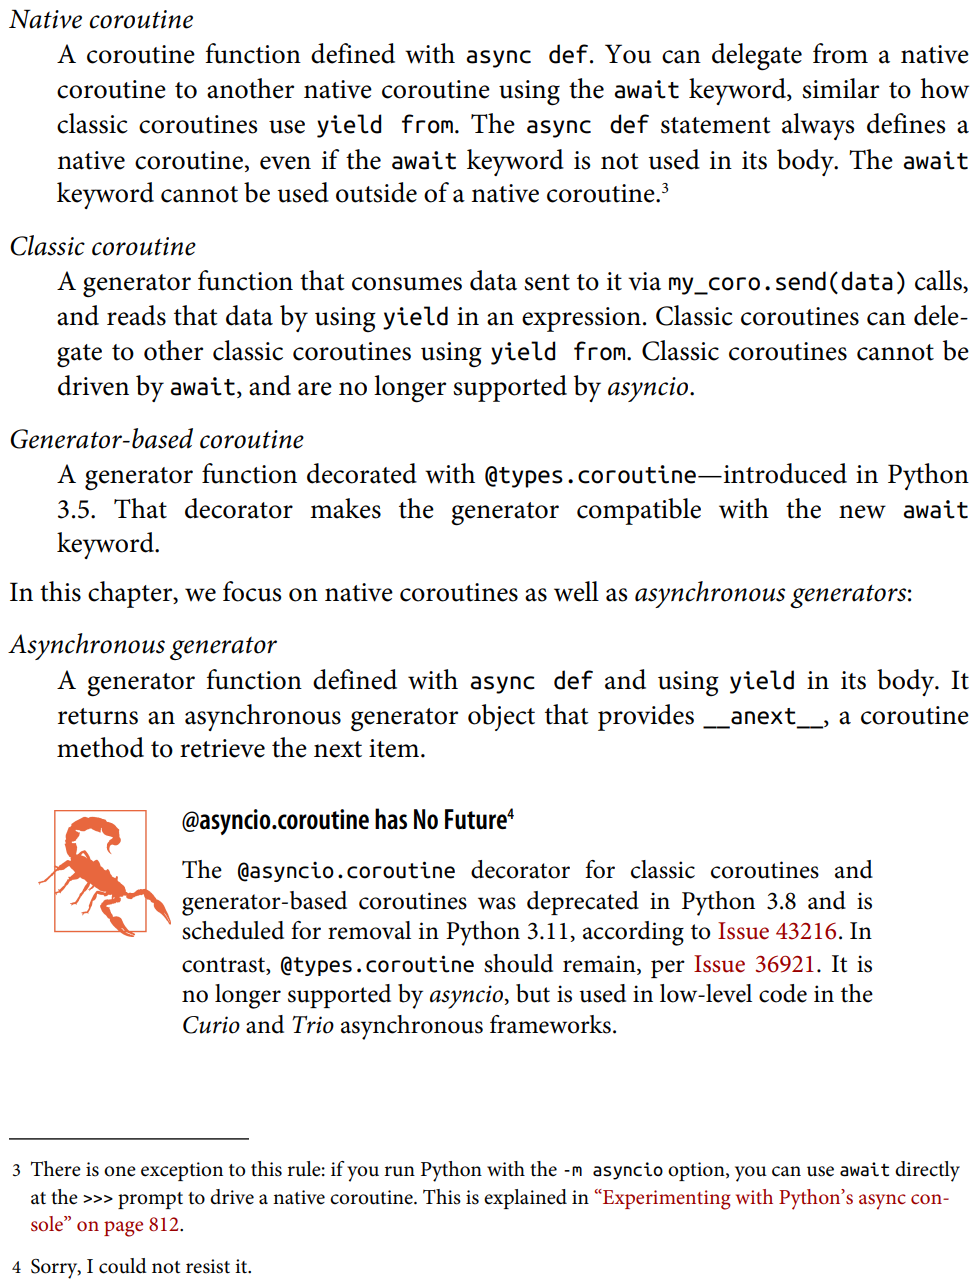 Native coroutine
A coroutine function defined with async def. You can delegate from a native
coroutine to another native coroutine using the await keyword, similar to how
classic coroutines use yield from. The async def statement always defines a
native coroutine, even if the await keyword is not used in its body. The await
keyword cannot be used outside of a native coroutine.3
Classic coroutine
A generator function that consumes data sent to it via my_coro.send(data) calls,
and reads that data by using yield in an expression. Classic coroutines can dele-
gate to other classic coroutines using yield from. Classic coroutines cannot be
driven by await, and are no longer supported by asyncio.
Generator-based coroutine
A generator function decorated with @types.coroutine—introduced in Python
3.5. That decorator makes the generator compatible with the new await
keyword.
In this chapter, we focus on native coroutines as well as asynchronous generators:
Asynchronous generator
A generator function defined with async def and using yield in its body. It
returns an asynchronous generator object that provides __anext__, a coroutine
method to retrieve the next item.
@asyncio.coroutine has No Future4
The @asyncio.coroutine decorator for classic coroutines and
generator-based coroutines was deprecated in Python 3.8 and is
scheduled for removal in Python 3.11, according to Issue 43216. In
contrast, @types.coroutine should remain, per Issue 36921. It is
no longer supported by asyncio, but is used in low-level code in the
Curio and Trio asynchronous frameworks.
3 There is one exception to this rule: if you run Python with the -m asyncio option, you can use await directly
at the >>> prompt to drive a native coroutine. This is explained in “Experimenting with Python’s async con-
sole” on page 812.
4 Sorry, I could not resist it.